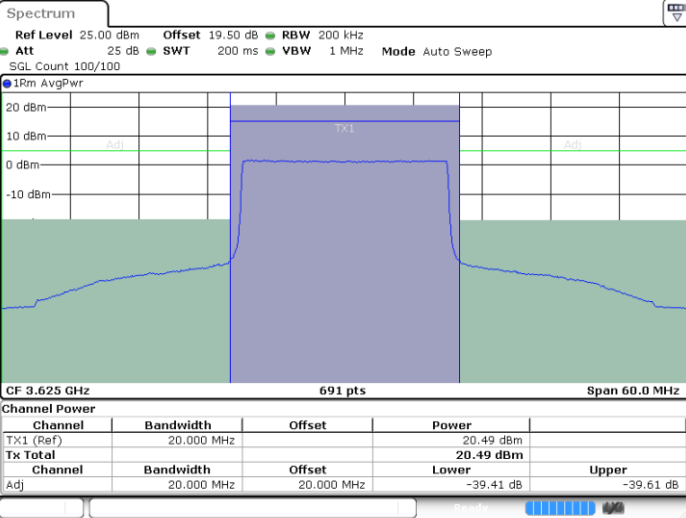 Spectrum
Ref Level 25.00 dBm Offset 19.50 dB RBW 200 kHz
Att 25 dB SWT 200 ms VBW 1 MHz Mode Auto Sweep
SGL Count 100/100
1Rm AvgPwr
20 dBm
TX1
10 dBm
Adj Adj
0 dBm
-10 dBm
CF 3.625 GHz 691 pts Span 60.0 MHz
Channel Power
Channel Bandwidth Offset Power
TX1 (Ref) 20.000 MHz 20.49 dBm
Tx Total 20.49 dBm
Channel Bandwidth Offset Lower Upper
Adj 20.000 MHz 20.000 MHz -39.41 dB -39.61 dB
Ready